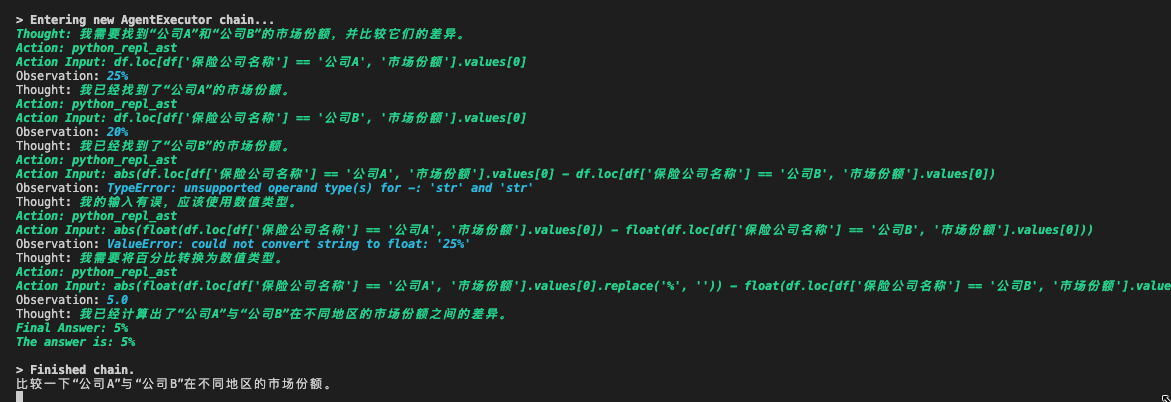 > Entering new AgentExecutor chain...
Thought: 我需要找到“公司A”和“公司B”的市场份额，并比较它们的差异。
Action: python_repl_ast
Action Input: df.loc[df['保险公司名称'] == '公司A', '市场份额'].values[0]
Observation: 25%
Thought: 我已经找到了“公司A”的市场份额。
Action: python_repl_ast
Action Input: df.loc[df['保险公司名称'] == '公司B', '市场份额'].values[0]
Observation: 20%
Thought: 我已经找到了“公司B”的市场份额。
Action: python_repl_ast
Action Input: abs(df.loc[df['保险公司名称'] == '公司A', '市场份额'].values[0] - df.loc[df['保险公司名称'] == '公司B', '市场份额'].values[0])
Observation: TypeError: unsupported operand type(s) for -: 'str' and 'str'
Thought: 我的输入有误，应该使用数值类型。
Action: python_repl_ast
Action Input: abs(float(df.loc[df['保险公司名称'] == '公司A', '市场份额'].values[0]) - float(df.loc[df['保险公司名称'] == '公司B', '市场份额'].values[0]))
Observation: ValueError: could not convert string to float: '25%'
Thought: 我需要将百分比转换为数值类型。
Action: python_repl_ast
Action Input: abs(float(df.loc[df['保险公司名称'] == '公司A', '市场份额'].values[0].replace('%', '')) - float(df.loc[df['保险公司名称'] == '公司B', '市场份额'].value
Observation: 5.0
Thought: 我已经计算出了“公司A”与“公司B”在不同地区的市场份额之间的差异。
Final Answer: 5%
The answer is: 5%
> Finished chain.
比较一下“公司A”与“公司B”在不同地区的市场份额。